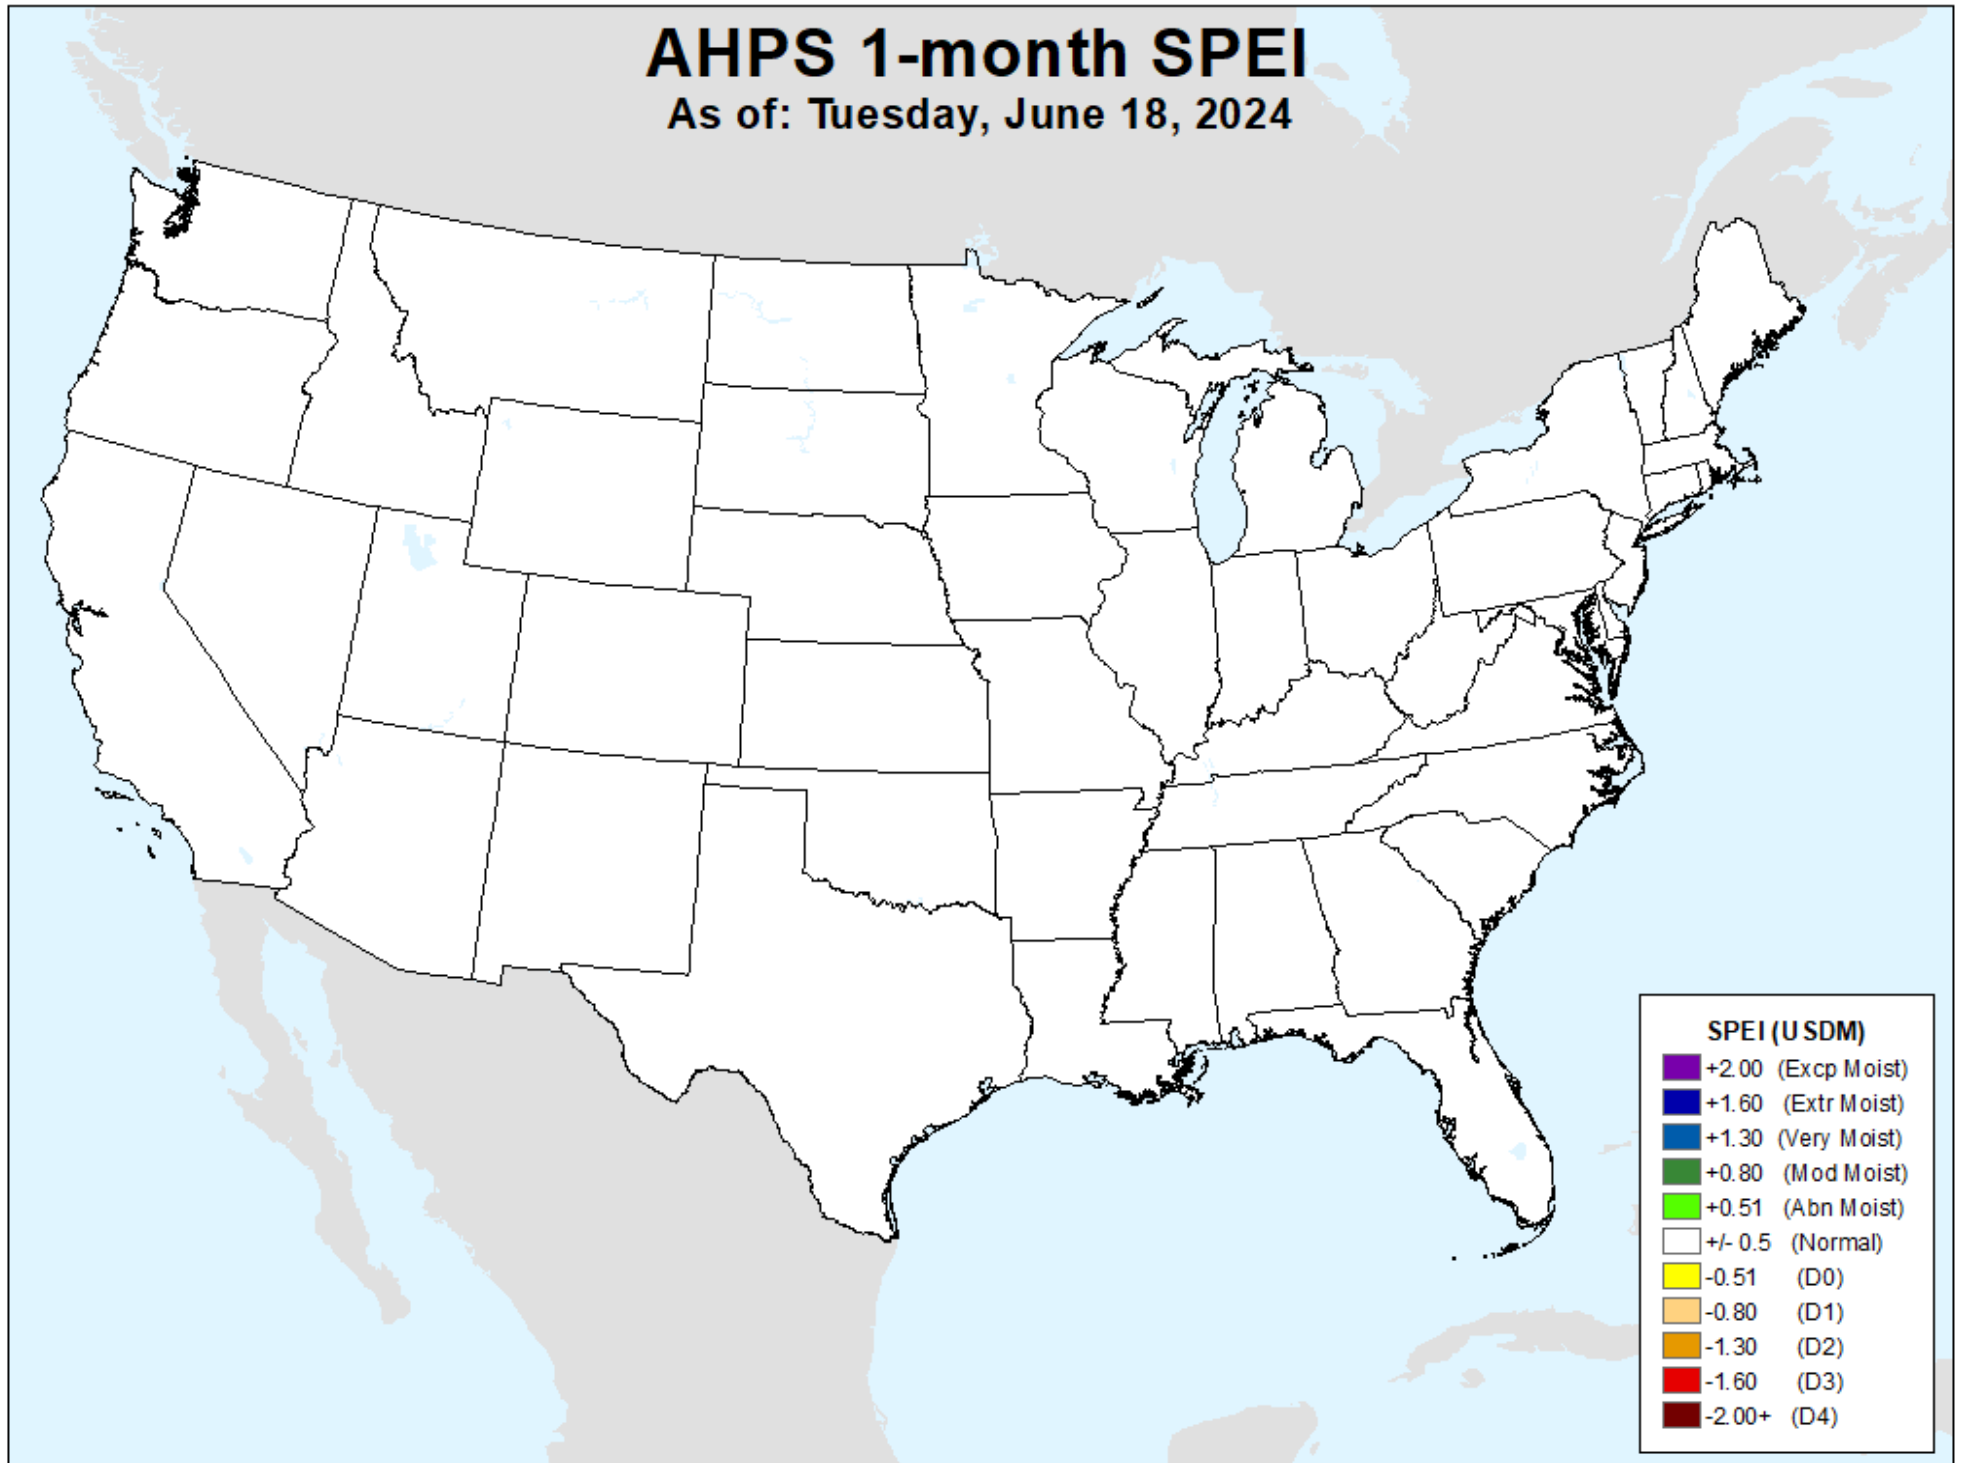 AHPS 1-month SPEI
As of: Tuesday, June 18, 2024
SPEI (USDM)
+2.00 (Excp Moist)
+1.60 (Extr Moist)
+1.30 (Very Moist)
+0.80 (Mod Moist)
+0.51 (Abn Moist)
+/- 0.5 (Normal)
-0.51 (D0)
-0.80 (D1)
-1.30 (D2)
-1.60 (D3)
-2.00+ (D4)